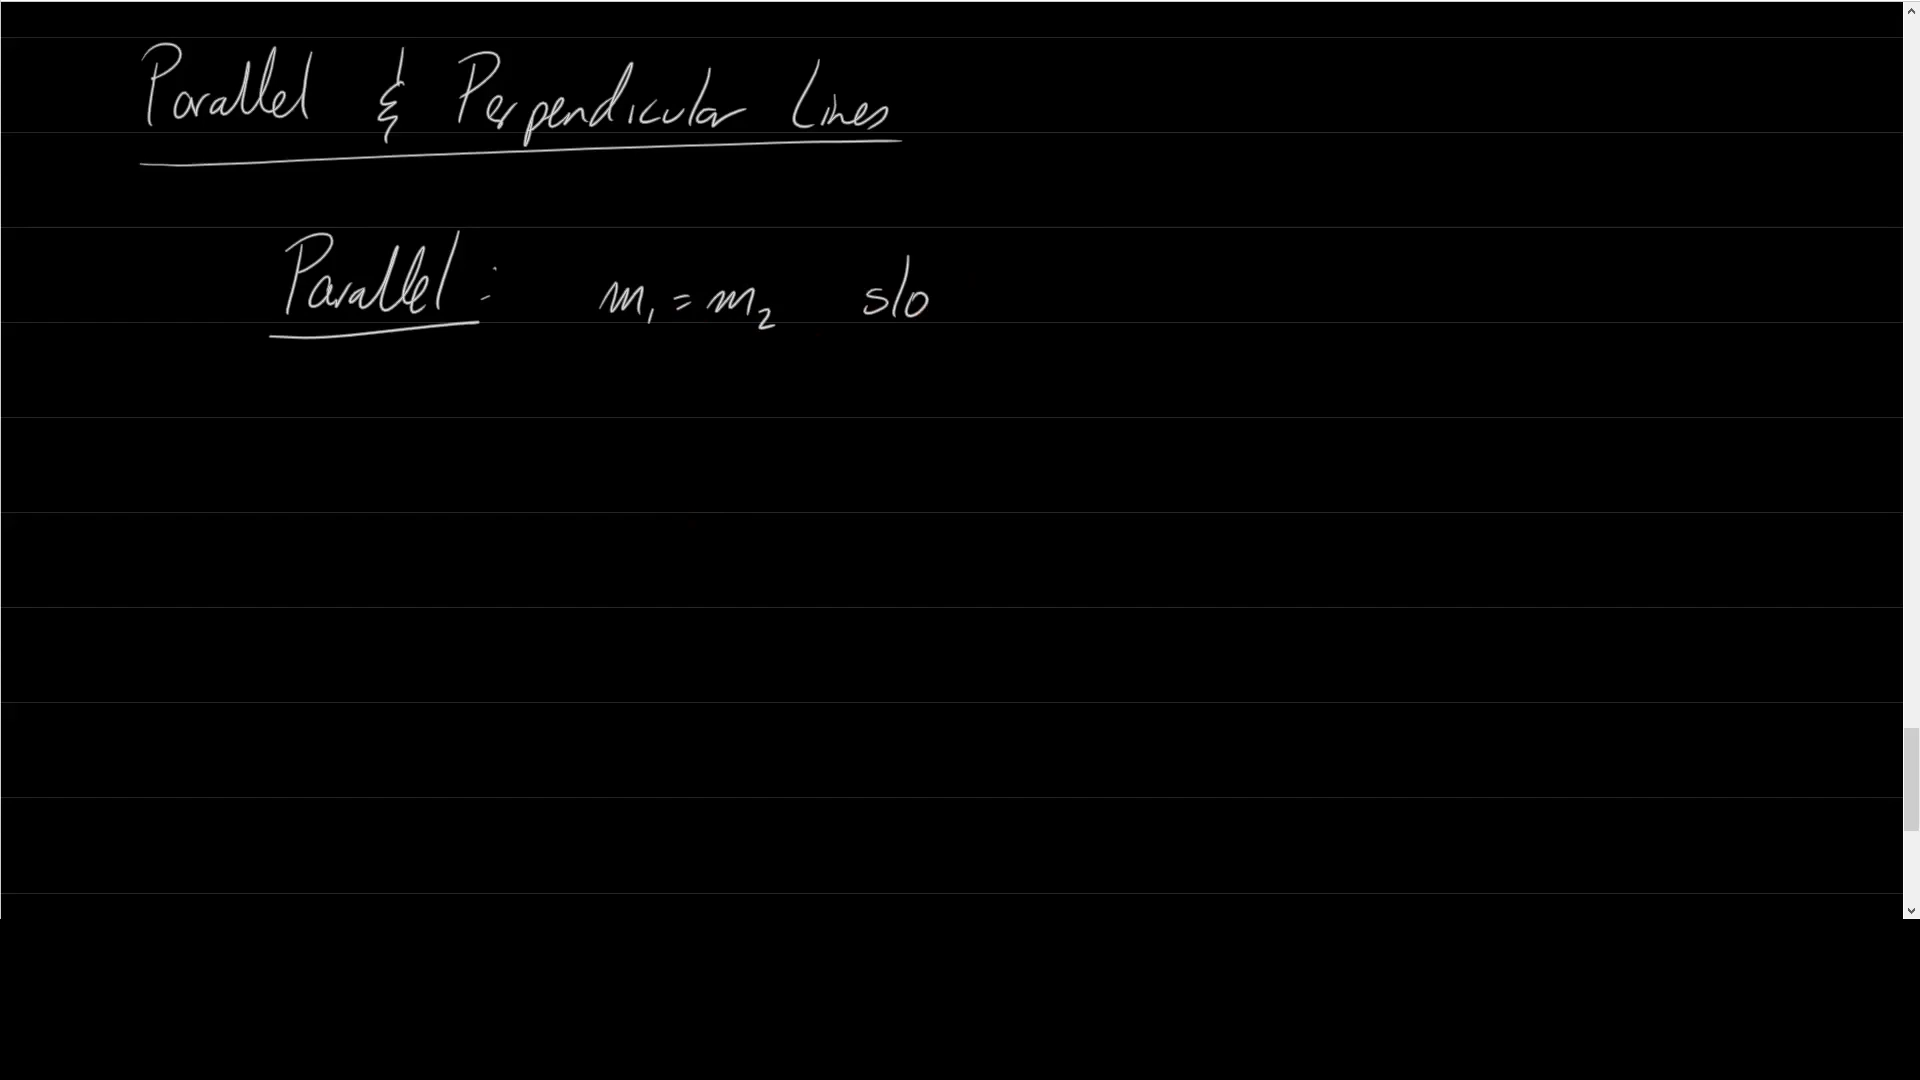 Parallel & Perpendicular Lines
Parallel: m₁ = m₂ slo